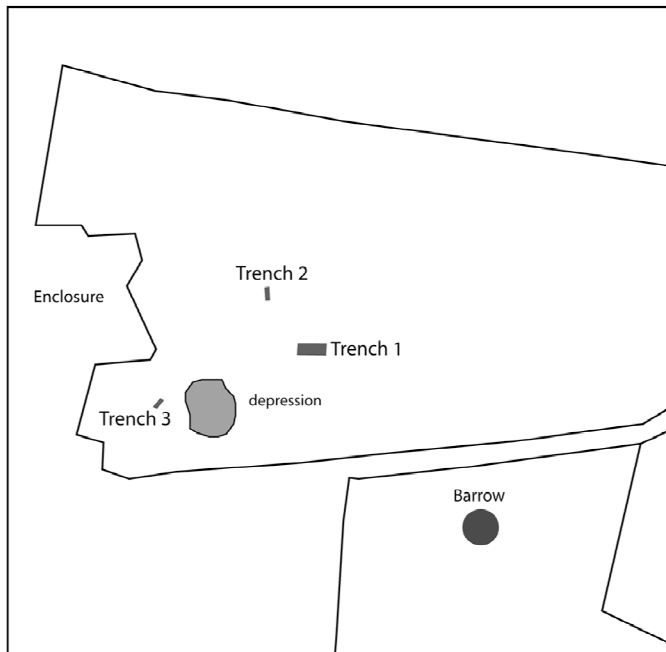 Trench 2
Enclosure
Trench 1
depression
Trench 3
Barrow